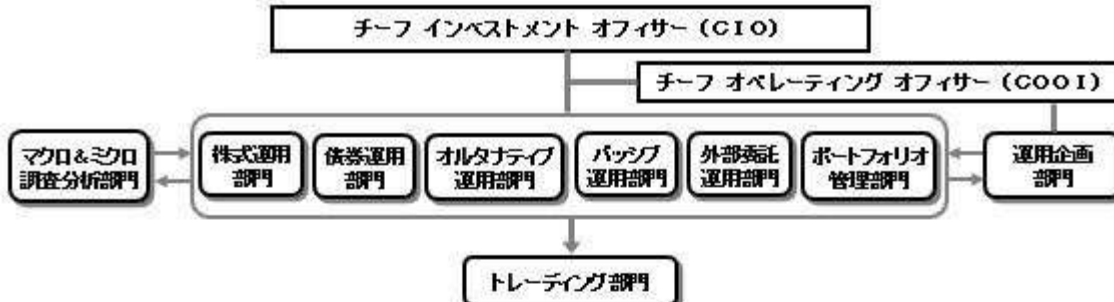 チーフ インベストメント オフィサー（CIO）
チーフ オペレーティング オフィサー（COOI）
マクロ＆ミクロ
調査分析部門
株式運用
部門
債券運用
部門
オルタナティブ
運用部門
パッシブ
運用部門
外部委託
運用部門
ポートフォリオ
管理部門
運用企画
部門
トレーディング部門